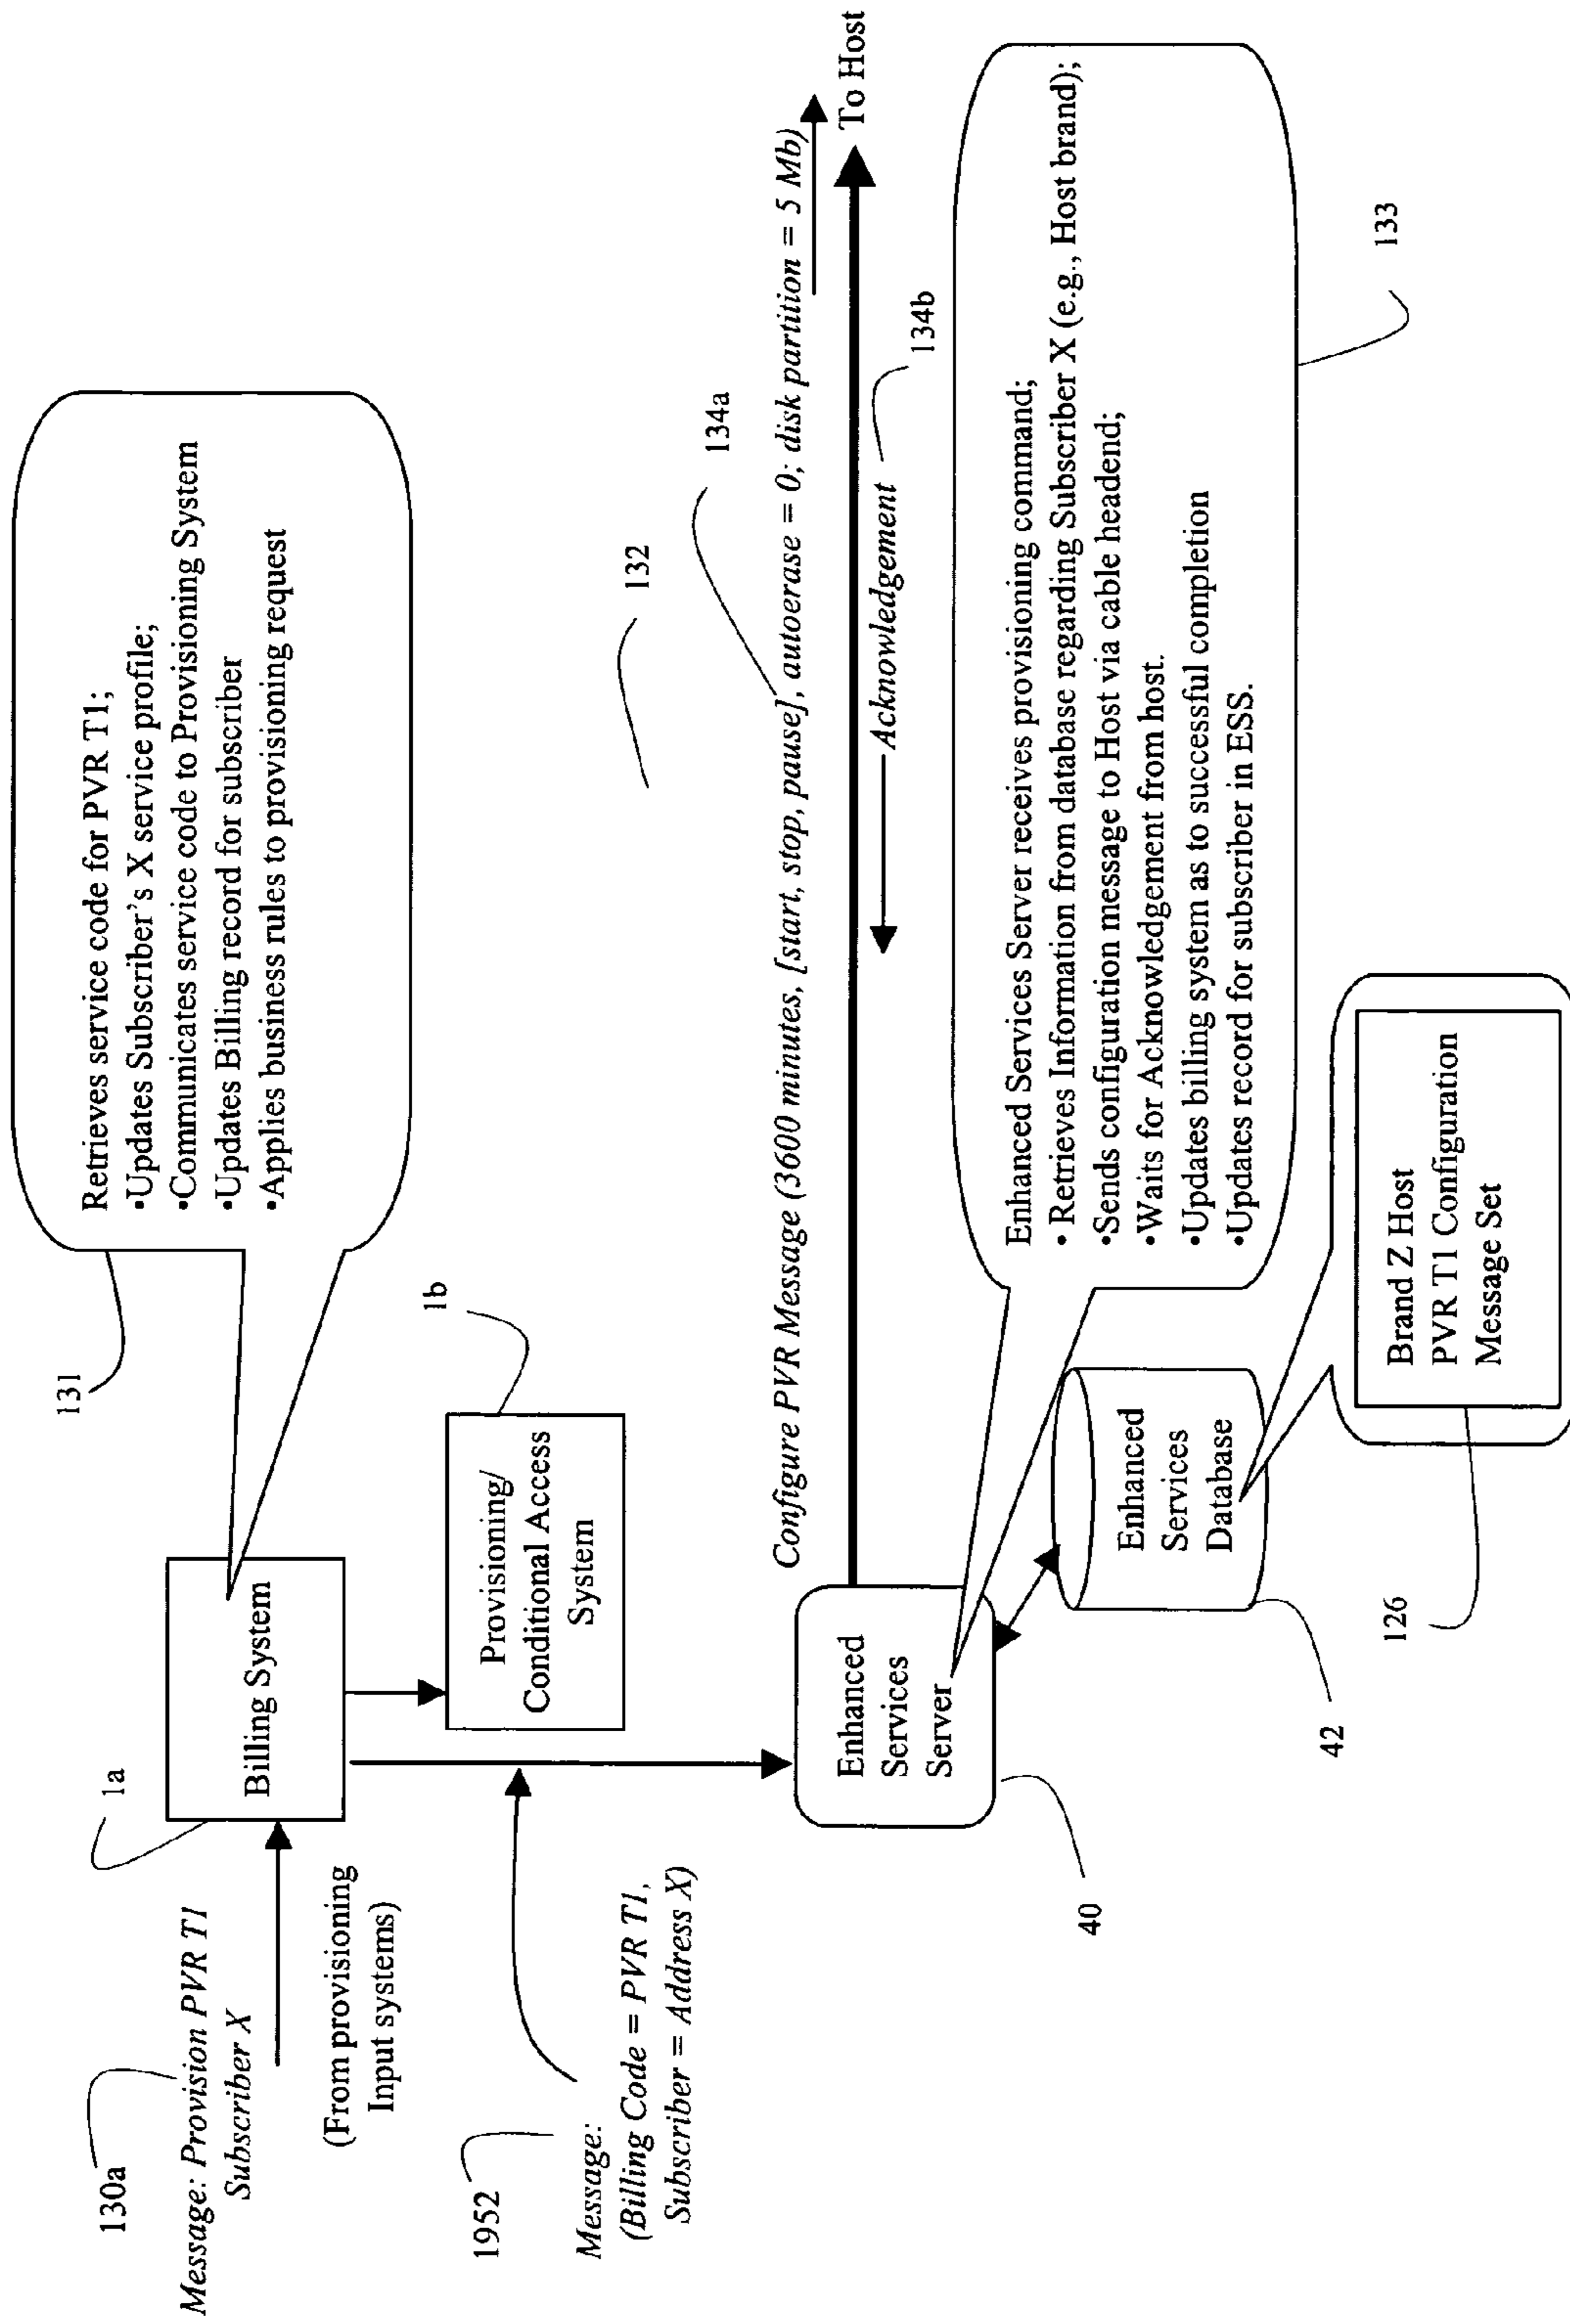 130a
Message: Provision PVR T1
Subscriber X
(From provisioning
Input systems)
1a
Billing System
131
Retrieves service code for PVR T1;
•Updates Subscriber's X service profile;
•Communicates service code to Provisioning System
•Updates Billing record for subscriber
•Applies business rules to provisioning request
1b
Provisioning/
Conditional Access
System
1952
Message:
(Billing Code = PVR T1,
Subscriber = Address X)
132
134a
Configure PVR Message (3600 minutes, [start, stop, pause], autoerase = 0; disk partition = 5 Mb)
To Host
Acknowledgement
134b
Enhanced
Services
Server
40
Enhanced Services Server receives provisioning command;
• Retrieves Information from database regarding Subscriber X (e.g., Host brand);
•Sends configuration message to Host via cable headend;
•Waits for Acknowledgement from host.
•Updates billing system as to successful completion
•Updates record for subscriber in ESS.
133
Enhanced
Services
Database
42
Brand Z Host
PVR T1 Configuration
Message Set
126